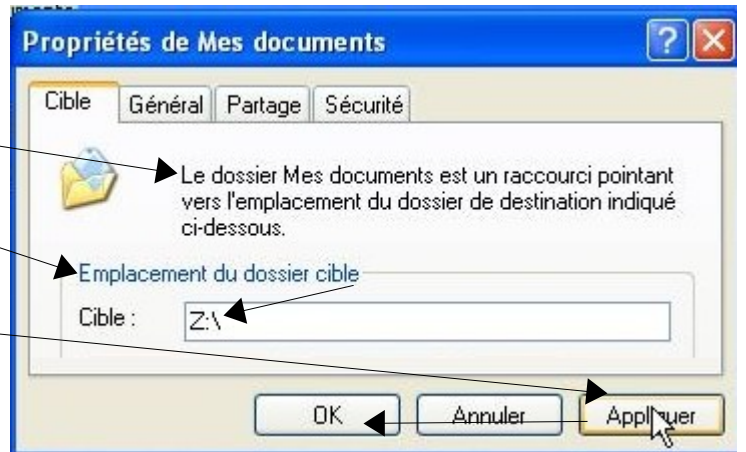 Propriétés de Mes documents
Cible Général Partage Sécurité
Le dossier Mes documents est un raccourci pointant
vers l'emplacement du dossier de destination indiqué
ci-dessous.
Emplacement du dossier cible
Cible : Z:\
OK Annuler Appliquer